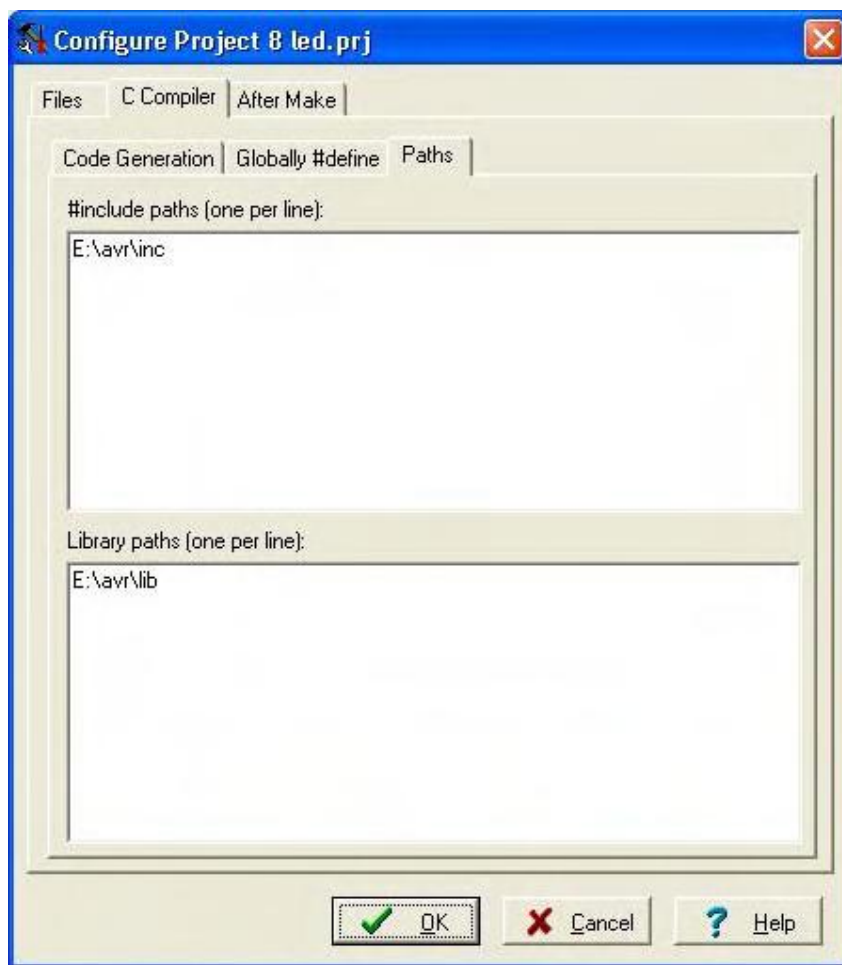 Configure Project 8 led.prj
Files C Compiler After Make
Code Generation Globally #define Paths
#include paths (one per line):
E:\avr\inc
Library paths (one per line):
E:\avr\lib
OK Cancel Help